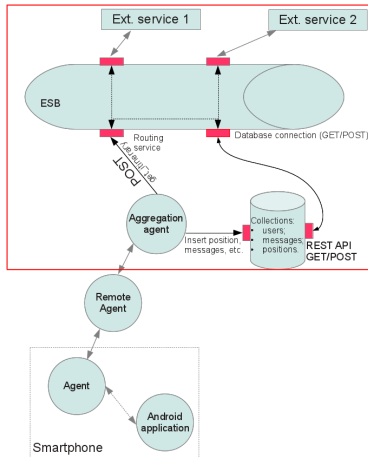 Ext. service 1
Ext. service 2
ESB
Routing
service
Database connection (GET/POST)
get_itinerary
POST
Aggregation
agent
Insert position,
messages, etc.
Collections:
• users;
• messages;
• positions.
REST API
GET/POST
Remote
Agent
Agent
Android
application
Smartphone